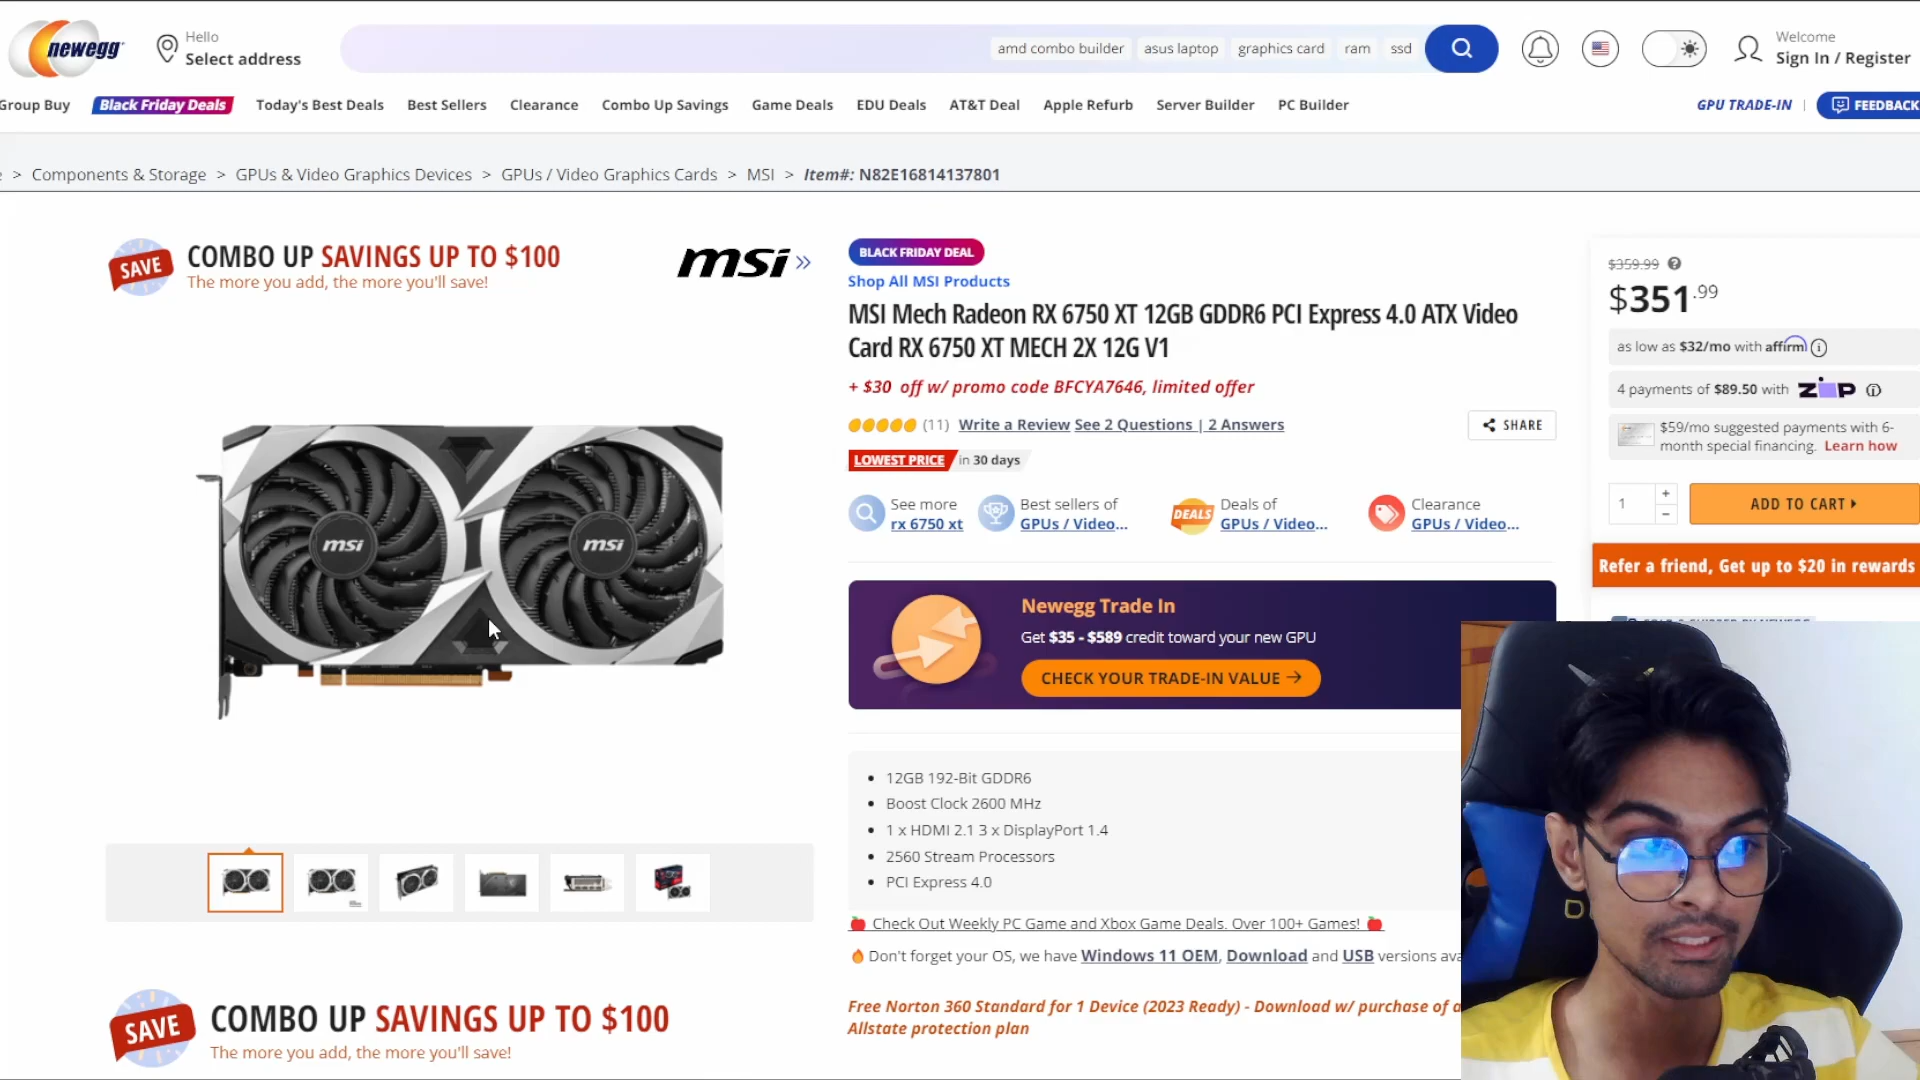 newegg
Hello
Select address
amd combo builder
asus laptop
graphics card
ram
ssd
Welcome
Sign In / Register
Group Buy
Black Friday Deals
Today's Best Deals
Best Sellers
Clearance
Combo Up Savings
Game Deals
EDU Deals
AT&T Deal
Apple Refurb
Server Builder
PC Builder
GPU TRADE-IN
FEEDBACK
> Components & Storage > GPUs & Video Graphics Devices > GPUs / Video Graphics Cards > MSI > Item#: N82E16814137801
SAVE
COMBO UP SAVINGS UP TO $100
The more you add, the more you'll save!
msi »
BLACK FRIDAY DEAL
Shop All MSI Products
MSI Mech Radeon RX 6750 XT 12GB GDDR6 PCI Express 4.0 ATX Video
Card RX 6750 XT MECH 2X 12G V1
+ $30 off w/ promo code BFCYA7646, limited offer
(11) Write a Review See 2 Questions | 2 Answers
SHARE
LOWEST PRICE in 30 days
See more
rx 6750 xt
Best sellers of
GPUs / Video...
DEALS
Deals of
GPUs / Video...
Clearance
GPUs / Video...
$359.99
$351.99
as low as $32/mo with affirm
4 payments of $89.50 with ZIP
$59/mo suggested payments with 6-
month special financing. Learn how
1
+
−
ADD TO CART
Refer a friend, Get up to $20 in rewards
msi
msi
Newegg Trade In
Get $35 - $589 credit toward your new GPU
CHECK YOUR TRADE-IN VALUE →
• 12GB 192-Bit GDDR6
• Boost Clock 2600 MHz
• 1 x HDMI 2.1 3 x DisplayPort 1.4
• 2560 Stream Processors
• PCI Express 4.0
Check Out Weekly PC Game and Xbox Game Deals. Over 100+ Games!
Don't forget your OS, we have Windows 11 OEM, Download and USB versions ava
Free Norton 360 Standard for 1 Device (2023 Ready) - Download w/ purchase of a
Allstate protection plan
SAVE
COMBO UP SAVINGS UP TO $100
The more you add, the more you'll save!